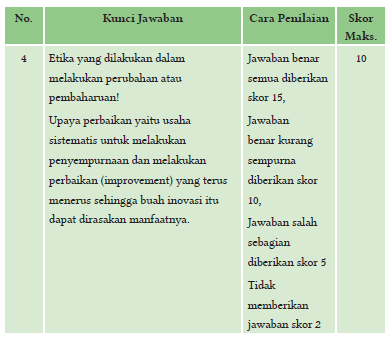 No. Kunci Jawaban Cara Penilaian Skor
Maks.
4 Etika yang dilakukan dalam Jawaban benar 10
melakukan perubahan atau semua diberikan
pembaharuan! skor 15,
Upaya perbaikan yaitu usaha Jawaban
sistematis untuk melakukan benar kurang
penyempurnaan dan melakukan sempurna
perbaikan (improvement) yang terus diberikan skor
menerus sehingga buah inovasi itu 10,
dapat dirasakan manfaatnya. Jawaban salah
sebagian
diberikan skor 5
Tidak
memberikan
jawaban skor 2